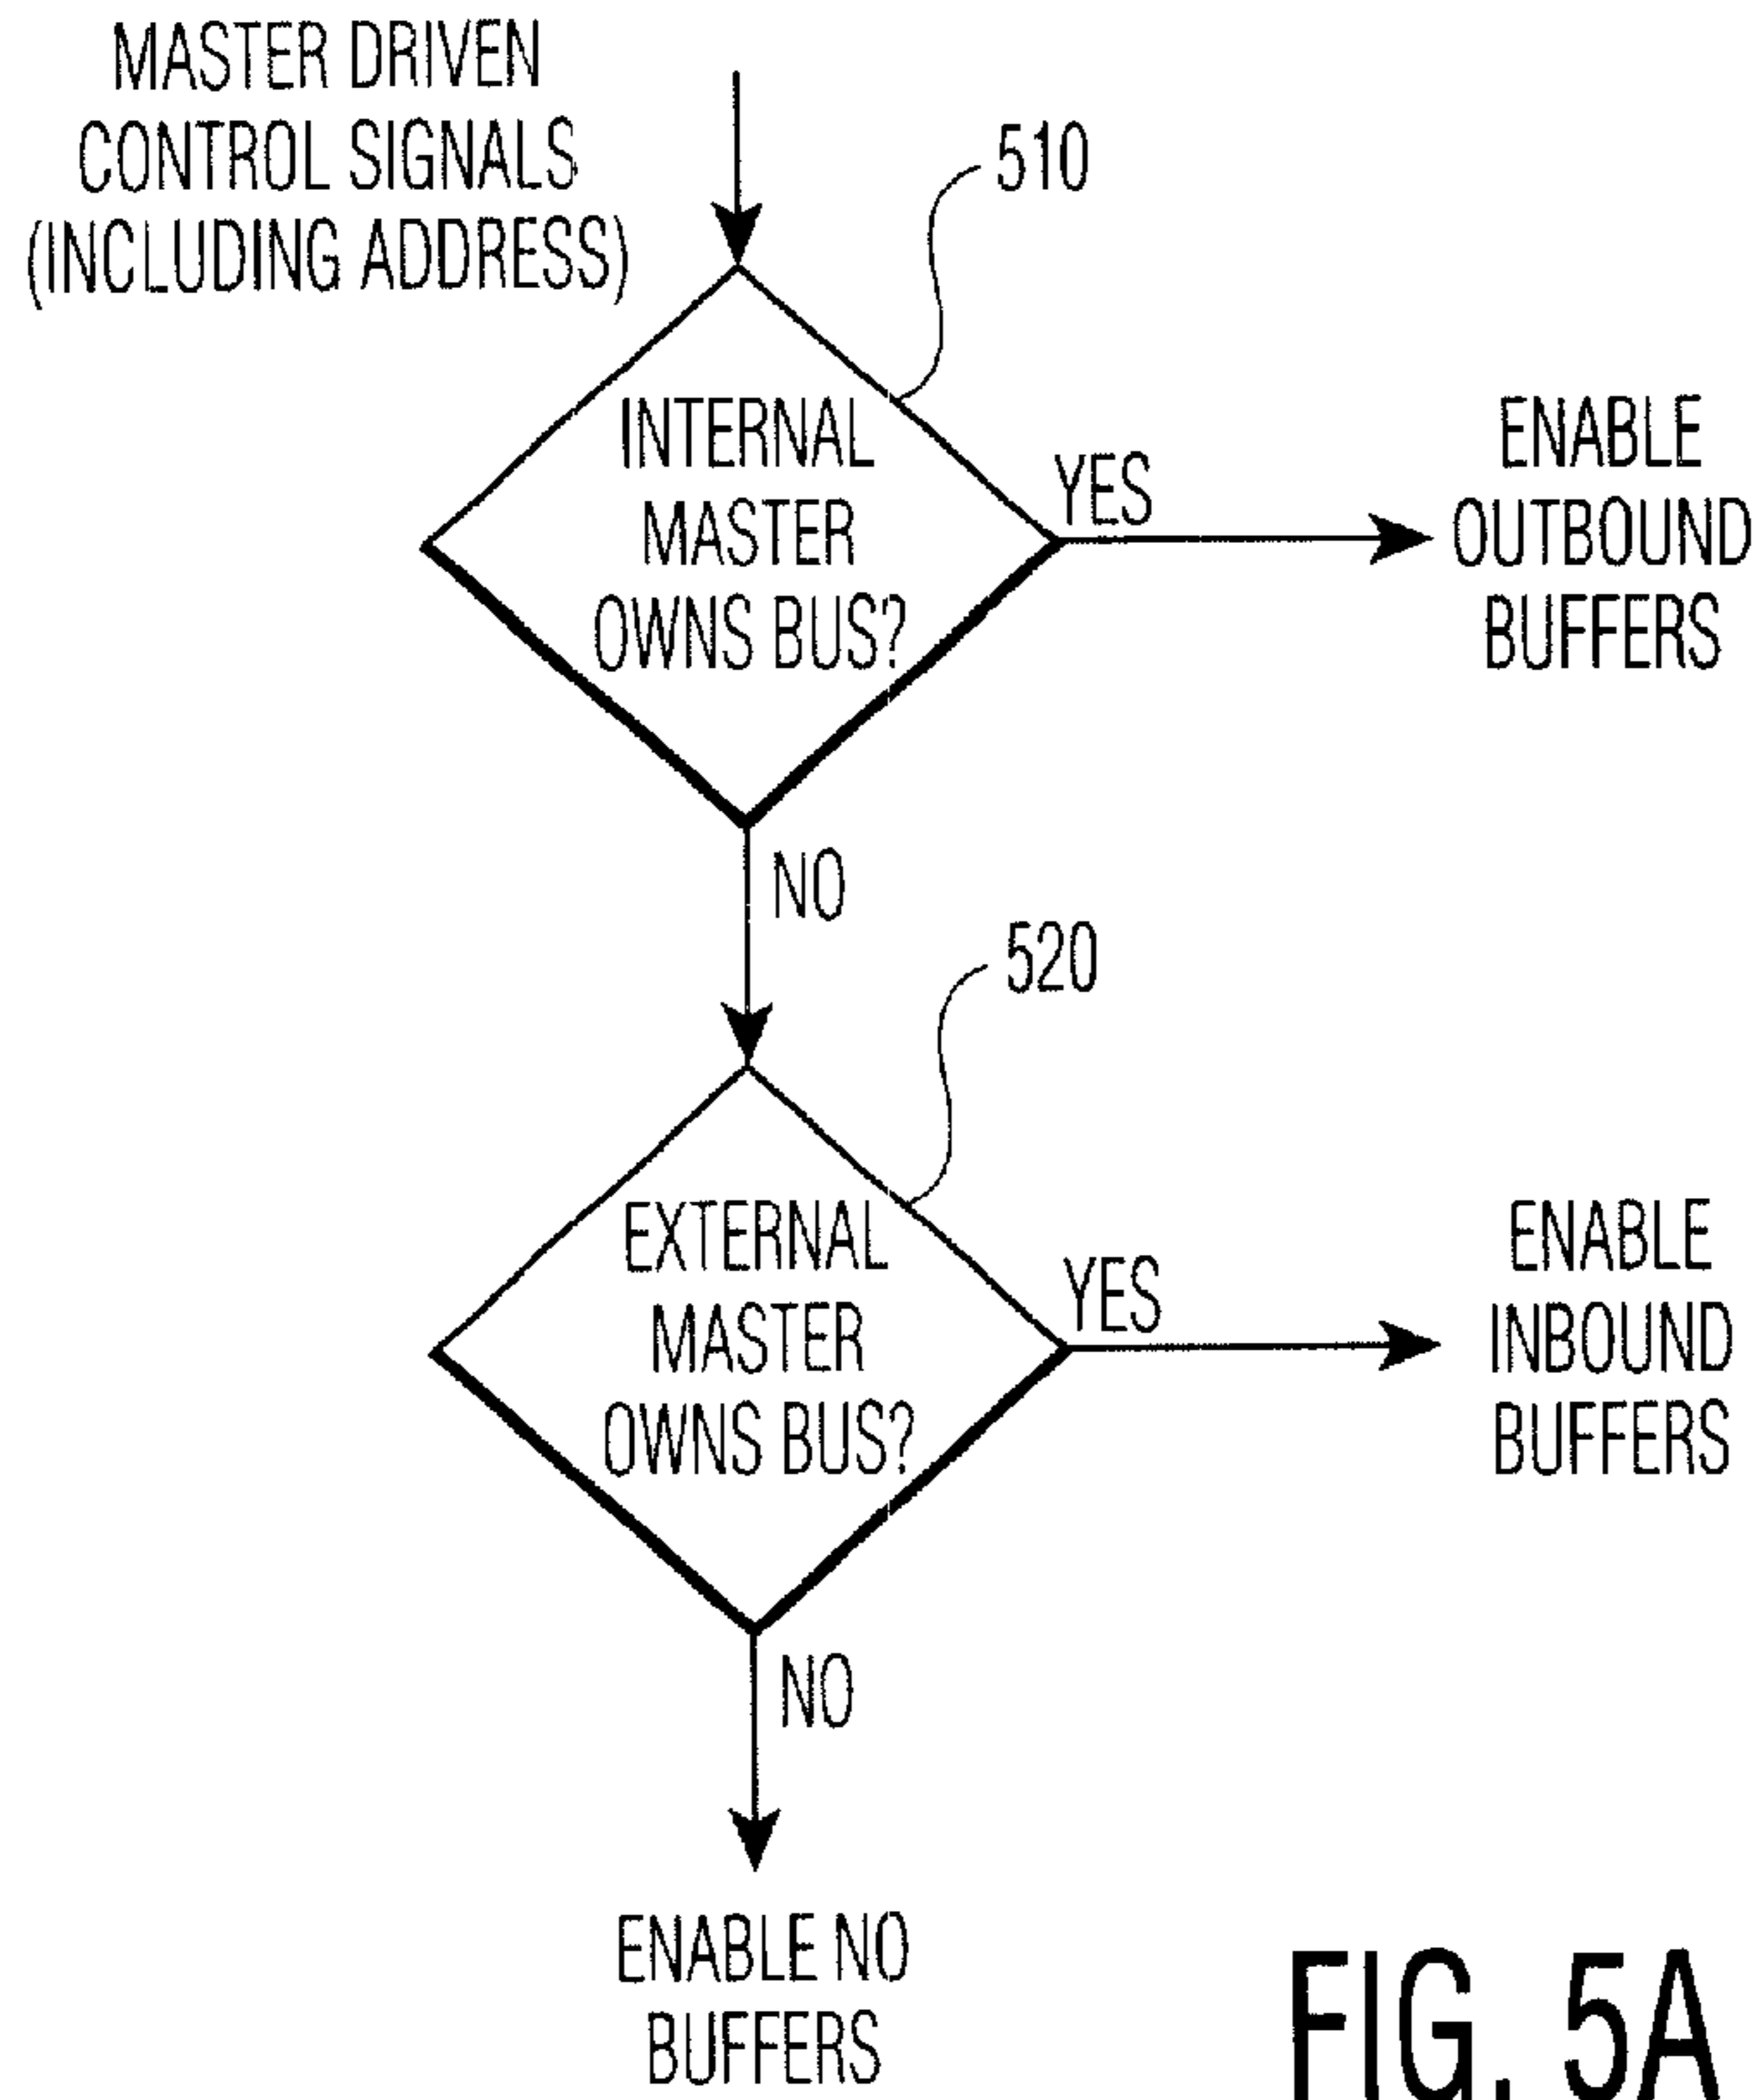 MASTER DRIVEN
CONTROL SIGNALS
(INCLUDING ADDRESS)
510
INTERNAL
MASTER
OWNS BUS?
YES
ENABLE
OUTBOUND
BUFFERS
NO
520
EXTERNAL
MASTER
OWNS BUS?
YES
ENABLE
INBOUND
BUFFERS
NO
ENABLE NO
BUFFERS
FIG. 5A